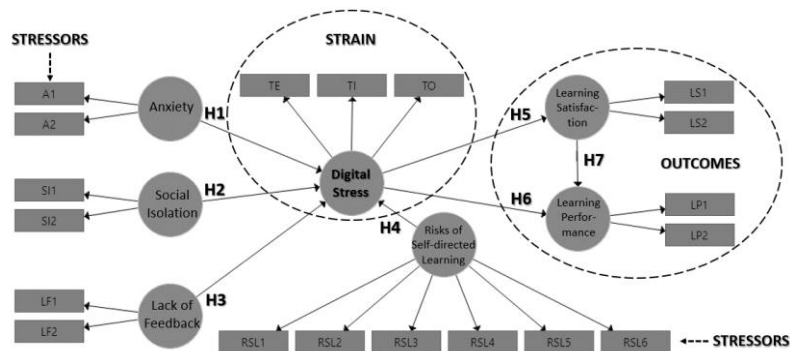 STRESSORS
STRAIN
A1
A2
Anxiety
H1
TE
TI
TO
H5
Learning
Satisfac-
tion
LS1
LS2
H7
OUTCOMES
SI1
SI2
Social
Isolation
H2
Digital
Stress
H6
Learning
Perfor-
mance
LP1
LP2
H4
Risks of
Self-directed
Learning
LF1
LF2
Lack of
Feedback
H3
RSL1
RSL2
RSL3
RSL4
RSL5
RSL6
STRESSORS